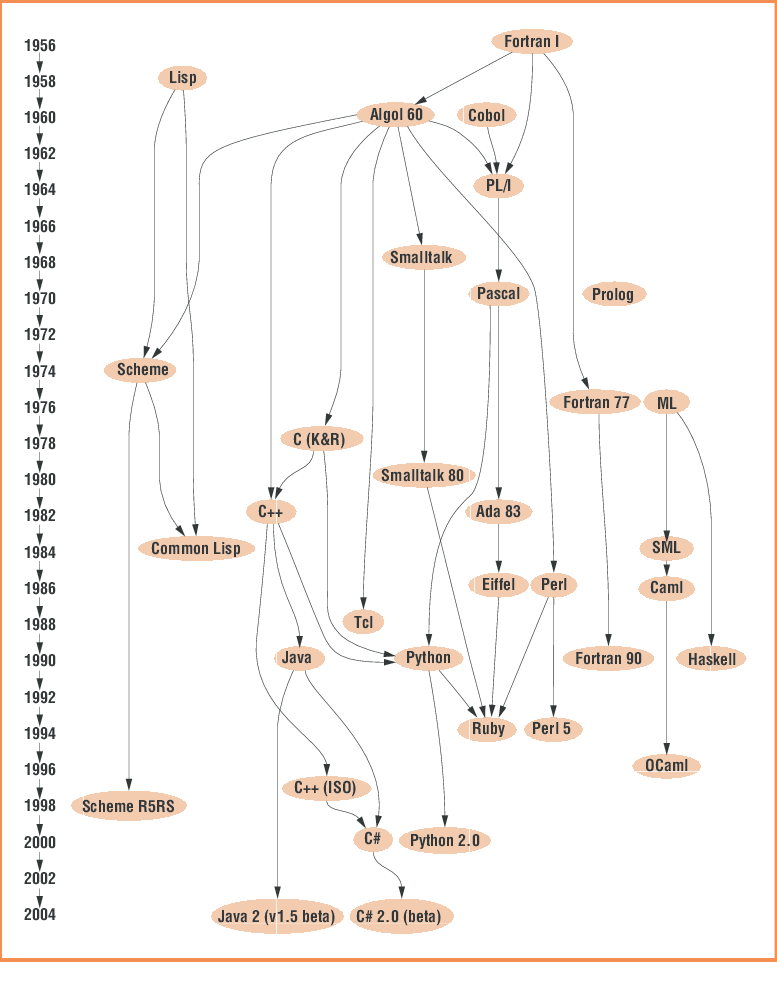 1956
Fortran I
1958
Lisp
1960
Algol 60
Cobol
1962
1964
PL/I
1966
1968
Smalltalk
1970
Pascal
Prolog
1972
1974
Scheme
1976
Fortran 77
ML
1978
C (K&R)
1980
Smalltalk 80
1982
C++
Ada 83
1984
Common Lisp
SML
1986
Eiffel
Perl
Caml
1988
Tcl
1990
Java
Python
Fortran 90
Haskell
1992
1994
Ruby
Perl 5
1996
OCaml
C++ (ISO)
1998
Scheme R5RS
2000
C#
Python 2.0
2002
2004
Java 2 (v1.5 beta)
C# 2.0 (beta)